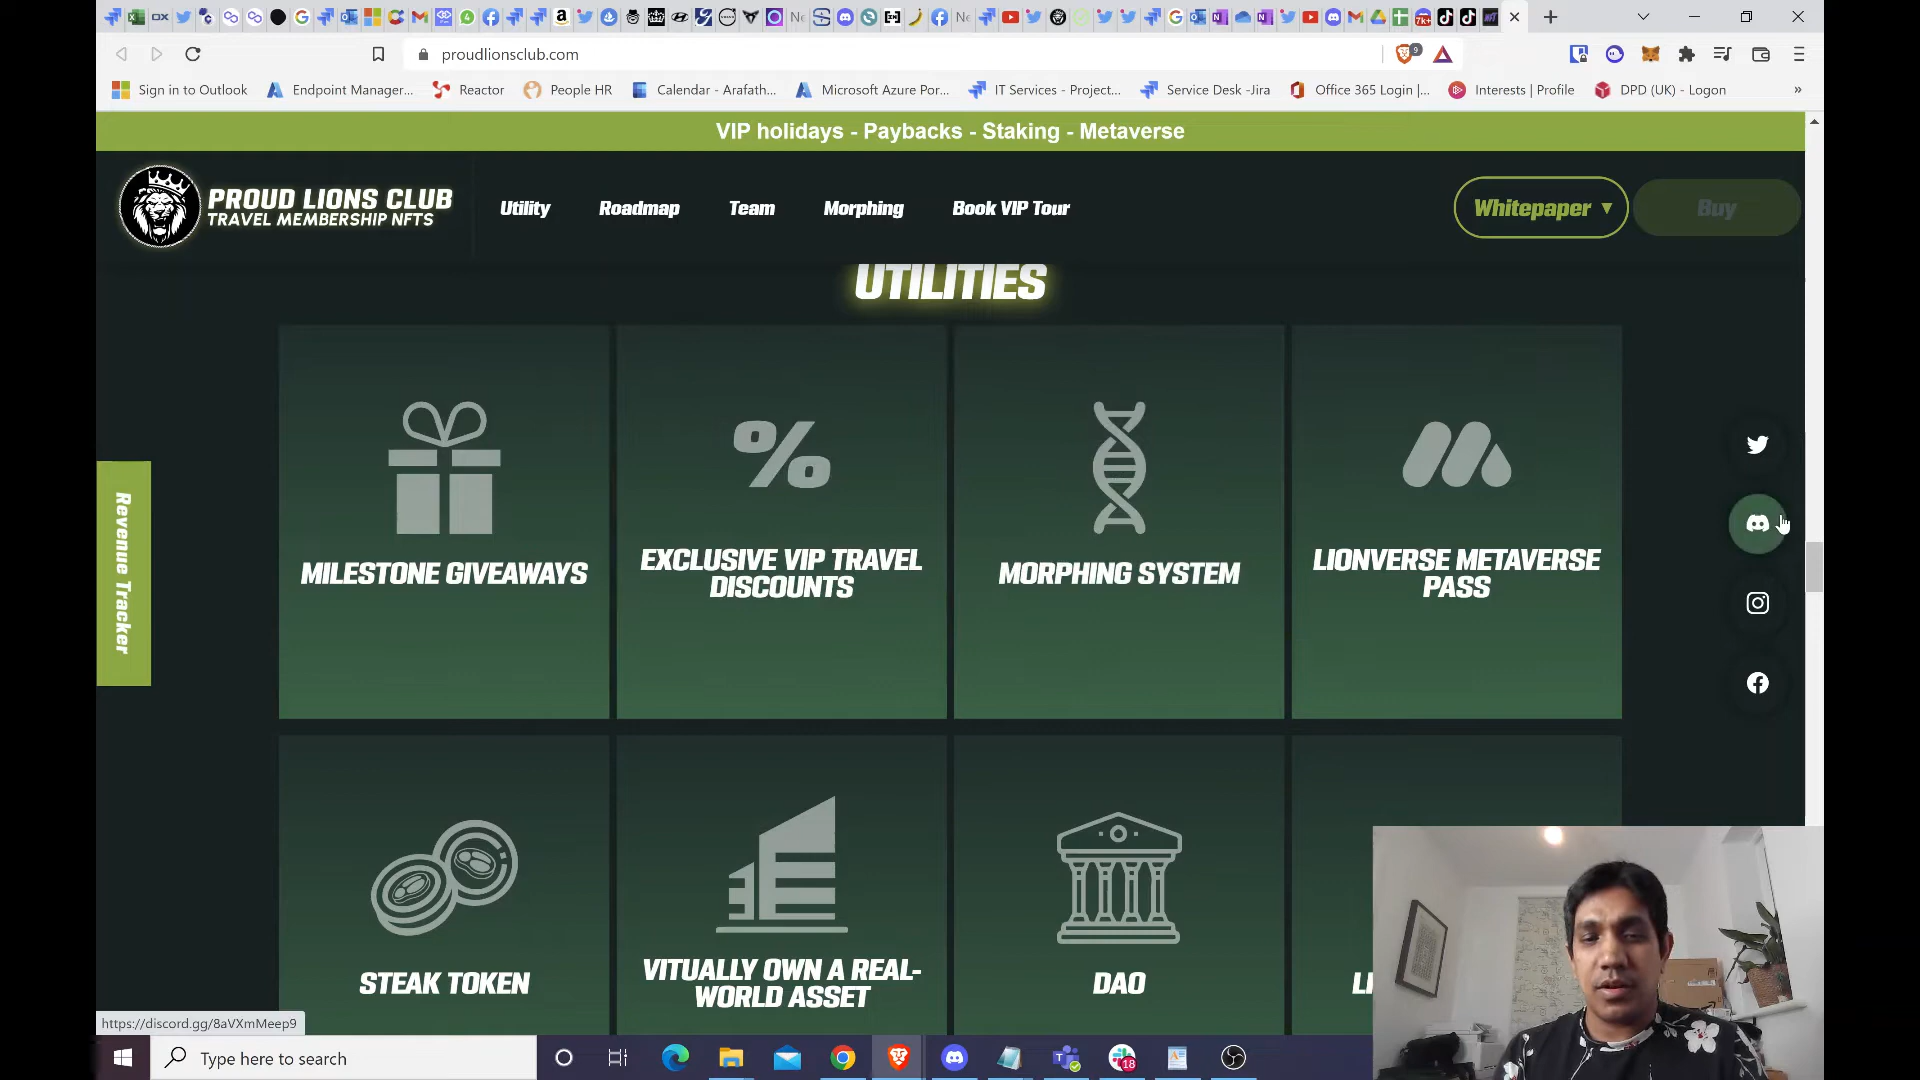 proudlionsclub.com
9
7k+
Sign in to Outlook
Endpoint Manager...
Reactor
People HR
Calendar - Arafath...
Microsoft Azure Por...
IT Services - Project...
Service Desk -Jira
Office 365 Login |...
Interests | Profile
DPD (UK) - Logon
»
VIP holidays - Paybacks - Staking - Metaverse
PROUD LIONS CLUB
TRAVEL MEMBERSHIP NFTS
Utility
Roadmap
Team
Morphing
Book VIP Tour
Whitepaper ▼
Buy
UTILITIES
MILESTONE GIVEAWAYS
EXCLUSIVE VIP TRAVEL
DISCOUNTS
MORPHING SYSTEM
LIONVERSE METAVERSE
PASS
Revenue Tracker
STEAK TOKEN
VITUALLY OWN A REAL-
WORLD ASSET
DAO
https://discord.gg/8aVXmMeep9
Type here to search
18